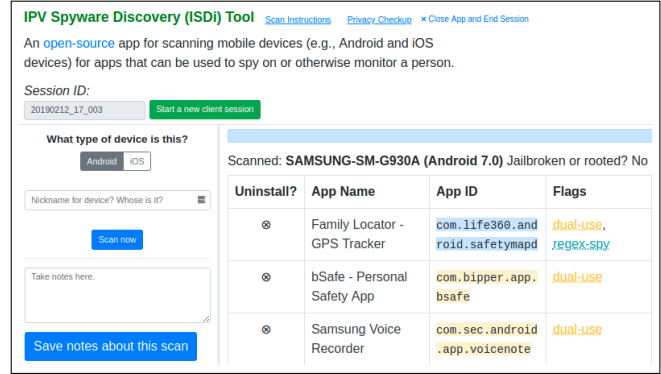 IPV Spyware Discovery (ISDi) Tool Scan Instructions Privacy Checkup × Close App and End Session
An open-source app for scanning mobile devices (e.g., Android and iOS
devices) for apps that can be used to spy on or otherwise monitor a person.
Session ID:
20190212_17_003 Start a new client session
What type of device is this?
Android iOS
Nickname for device? Whose is it?
Scan now
Take notes here.
Save notes about this scan
Scanned: SAMSUNG-SM-G930A (Android 7.0) Jailbroken or rooted? No
Uninstall? App Name App ID Flags
⊗ Family Locator - com.life360.and dual-use,
GPS Tracker roid.safetymapd regex-spy
⊗ bSafe - Personal com.bipper.app. dual-use
Safety App bsafe
⊗ Samsung Voice com.sec.android dual-use
Recorder .app.voicenote